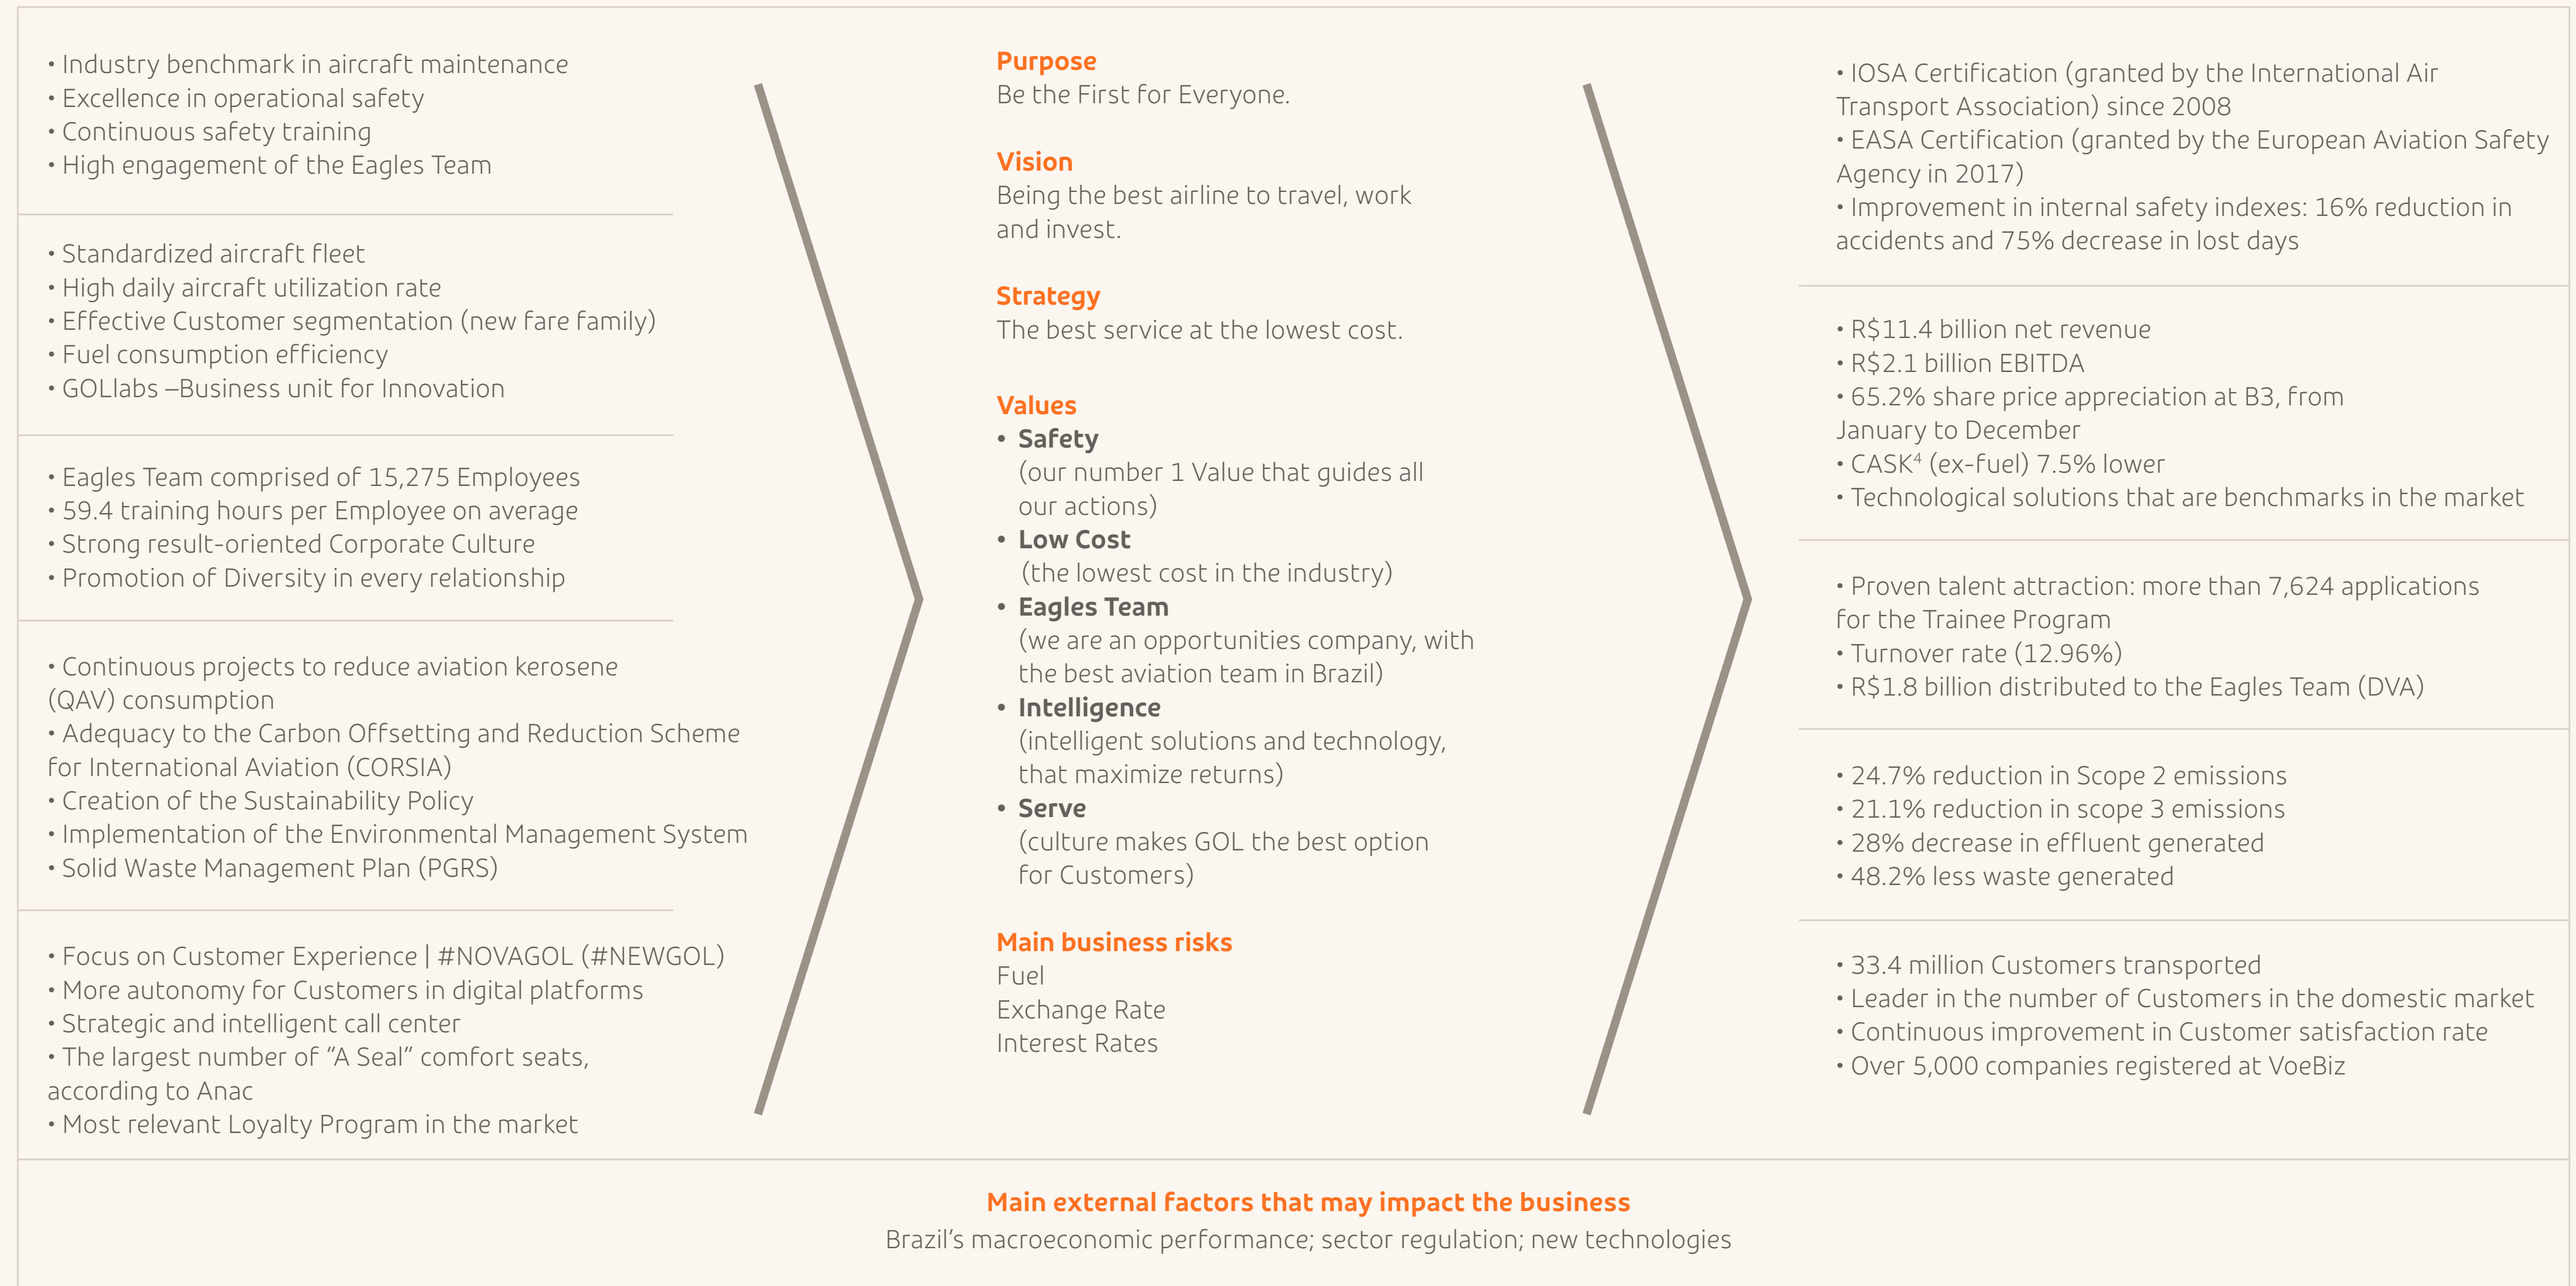 • Industry benchmark in aircraft maintenance
• Excellence in operational safety
• Continuous safety training
• High engagement of the Eagles Team
• Standardized aircraft fleet
• High daily aircraft utilization rate
• Effective Customer segmentation (new fare family)
• Fuel consumption efficiency
• GOLlabs –Business unit for Innovation
• Eagles Team comprised of 15,275 Employees
• 59.4 training hours per Employee on average
• Strong result-oriented Corporate Culture
• Promotion of Diversity in every relationship
• Continuous projects to reduce aviation kerosene
(QAV) consumption
• Adequacy to the Carbon Offsetting and Reduction Scheme
for International Aviation (CORSIA)
• Creation of the Sustainability Policy
• Implementation of the Environmental Management System
• Solid Waste Management Plan (PGRS)
• Focus on Customer Experience | #NOVAGOL (#NEWGOL)
• More autonomy for Customers in digital platforms
• Strategic and intelligent call center
• The largest number of “A Seal” comfort seats,
according to Anac
• Most relevant Loyalty Program in the market
Purpose
Be the First for Everyone.
Vision
Being the best airline to travel, work
and invest.
Strategy
The best service at the lowest cost.
Values
• Safety
(our number 1 Value that guides all
our actions)
• Low Cost
(the lowest cost in the industry)
• Eagles Team
(we are an opportunities company, with
the best aviation team in Brazil)
• Intelligence
(intelligent solutions and technology,
that maximize returns)
• Serve
(culture makes GOL the best option
for Customers)
Main business risks
Fuel
Exchange Rate
Interest Rates
• IOSA Certification (granted by the International Air
Transport Association) since 2008
• EASA Certification (granted by the European Aviation Safety
Agency in 2017)
• Improvement in internal safety indexes: 16% reduction in
accidents and 75% decrease in lost days
• R$11.4 billion net revenue
• R$2.1 billion EBITDA
• 65.2% share price appreciation at B3, from
January to December
• CASK⁴ (ex-fuel) 7.5% lower
• Technological solutions that are benchmarks in the market
• Proven talent attraction: more than 7,624 applications
for the Trainee Program
• Turnover rate (12.96%)
• R$1.8 billion distributed to the Eagles Team (DVA)
• 24.7% reduction in Scope 2 emissions
• 21.1% reduction in scope 3 emissions
• 28% decrease in effluent generated
• 48.2% less waste generated
• 33.4 million Customers transported
• Leader in the number of Customers in the domestic market
• Continuous improvement in Customer satisfaction rate
• Over 5,000 companies registered at VoeBiz
Main external factors that may impact the business
Brazil’s macroeconomic performance; sector regulation; new technologies